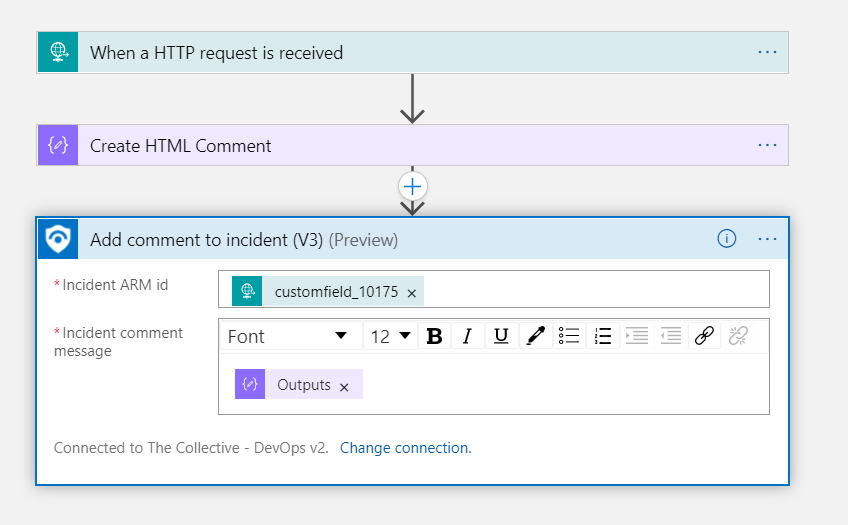 When a HTTP request is received
Create HTML Comment
Add comment to incident (V3) (Preview)
*Incident ARM id
customfield_10175 ×
*Incident comment
message
Font 12 B I U
Outputs ×
Connected to The Collective - DevOps v2. Change connection.